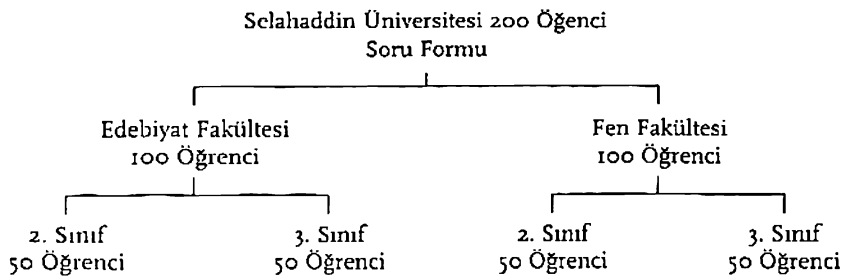 Selahaddin Üniversitesi 200 Öğenci
Soru Formu
Edebiyat Fakültesi
100 Öğrenci
Fen Fakültesi
100 Öğrenci
2. Sınıf
50 Öğrenci
3. Sınıf
50 Öğrenci
2. Sınıf
50 Öğrenci
3. Sınıf
50 Öğrenci